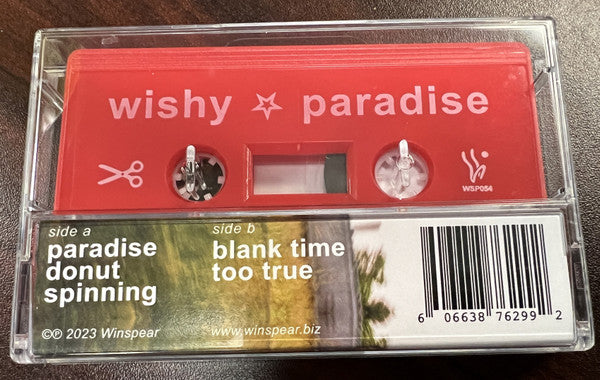 wishy ☆ paradise
WSP054
side a
paradise
donut
spinning
side b
blank time
too true
©℗ 2023 Winspear
www.winspear.biz
6 06638 76299 2